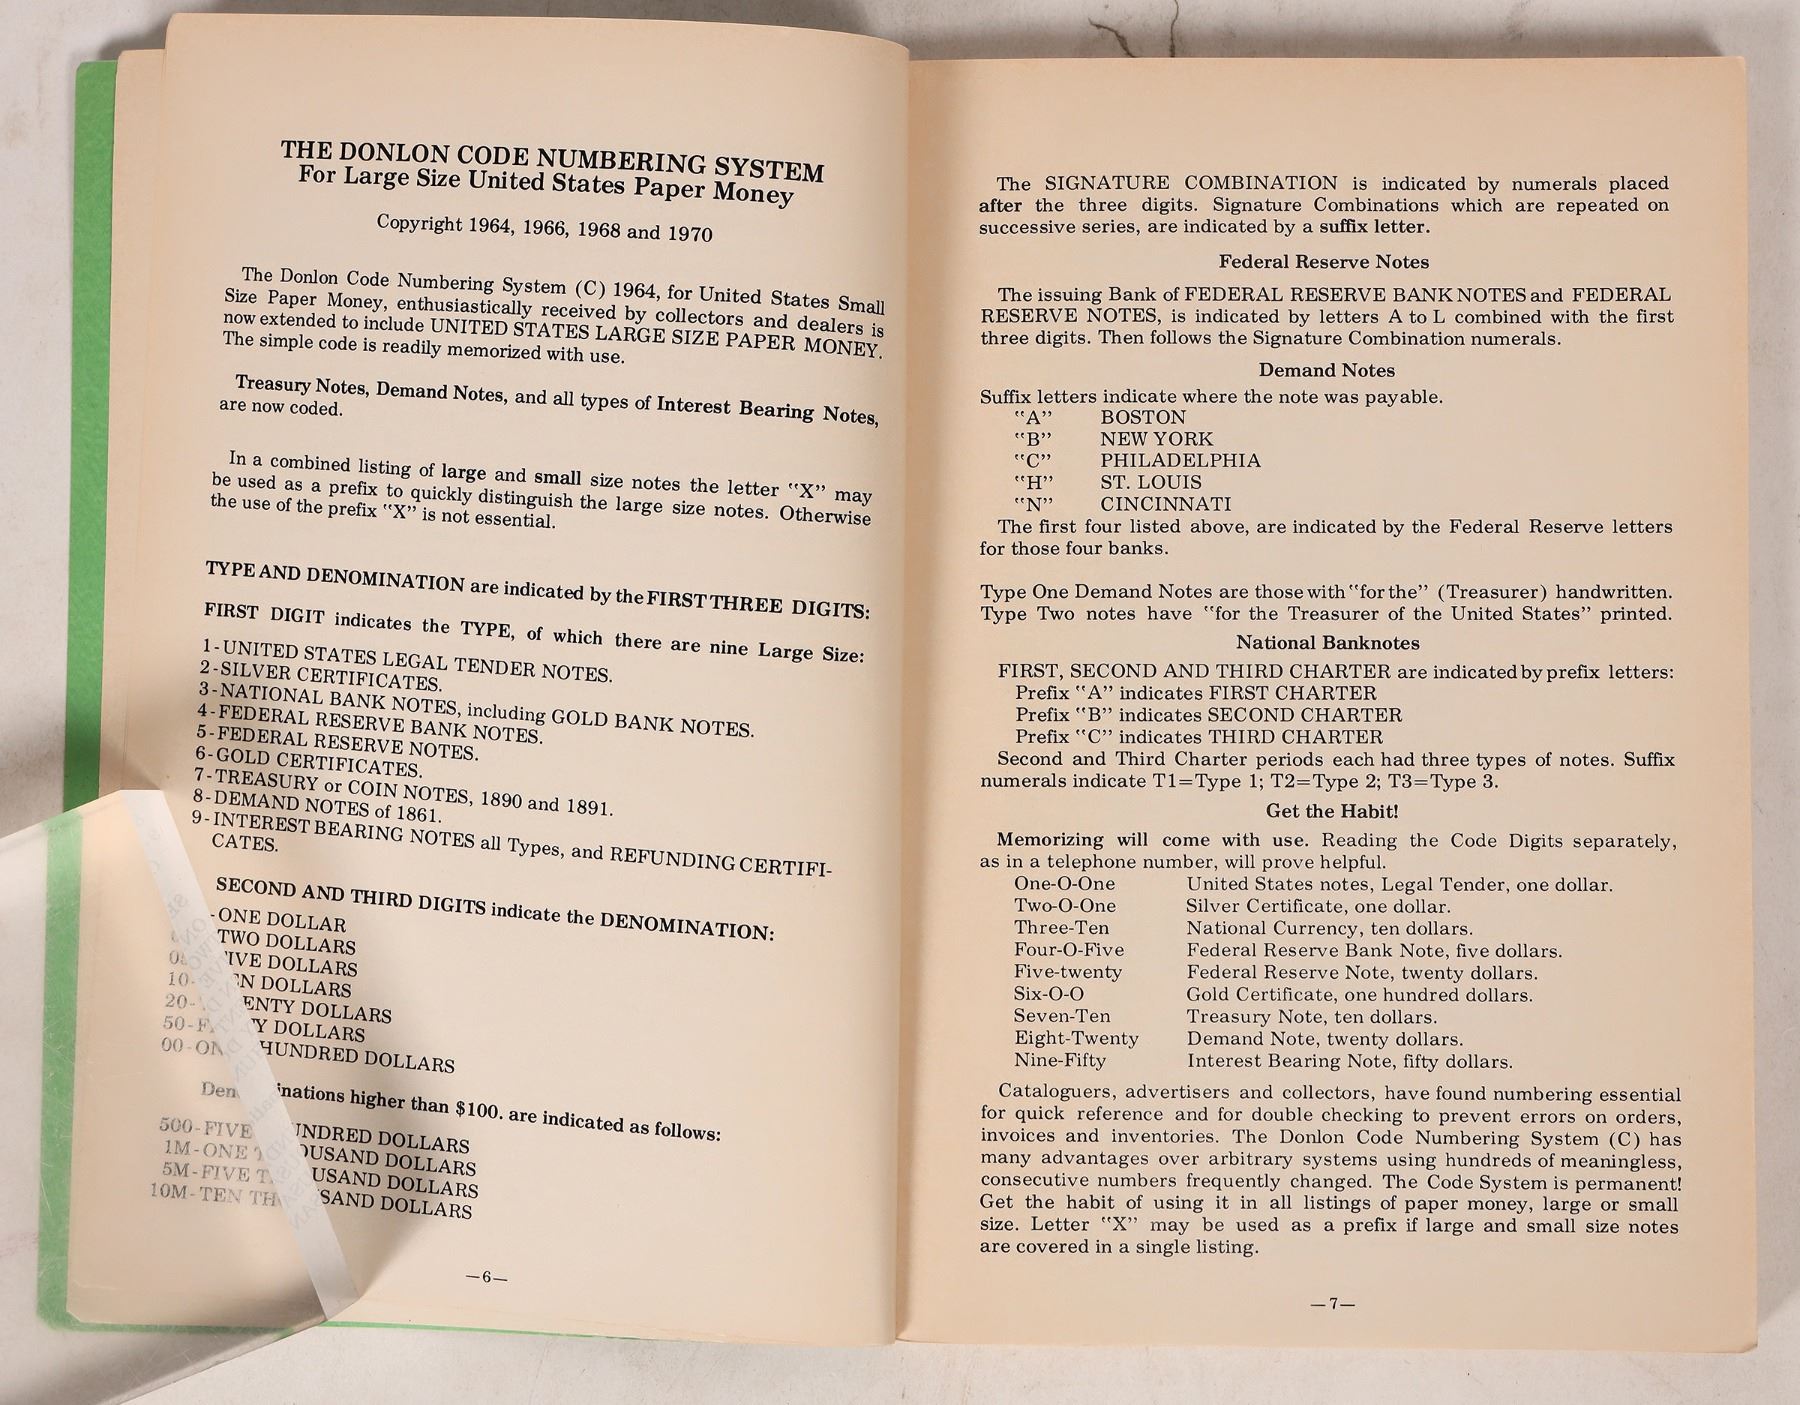 THE DONLON CODE NUMBERING SYSTEM
For Large Size United States Paper Money
Copyright 1964, 1966, 1968 and 1970
The Donlon Code Numbering System (C) 1964, for United States Small
Size Paper Money, enthusiastically received by collectors and dealers is
now extended to include UNITED STATES LARGE SIZE PAPER MONEY.
The simple code is readily memorized with use.
Treasury Notes, Demand Notes, and all types of Interest Bearing Notes,
are now coded.
In a combined listing of large and small size notes the letter "X" may
be used as a prefix to quickly distinguish the large size notes. Otherwise
the use of the prefix "X" is not essential.
TYPE AND DENOMINATION are indicated by the FIRST THREE DIGITS:
FIRST DIGIT indicates the TYPE, of which there are nine Large Size:
1-UNITED STATES LEGAL TENDER NOTES.
2-SILVER CERTIFICATES.
3-NATIONAL BANK NOTES, including GOLD BANK NOTES.
4-FEDERAL RESERVE BANK NOTES.
5-FEDERAL RESERVE NOTES.
6-GOLD CERTIFICATES.
7-TREASURY or COIN NOTES, 1890 and 1891.
8-DEMAND NOTES of 1861.
9-INTEREST BEARING NOTES all Types, and REFUNDING CERTIFI-
CATES.
SECOND AND THIRD DIGITS indicate the DENOMINATION:
-ONE DOLLAR
TWO DOLLARS
DOLLARS
10- DOLLARS
20- DOLLARS
50- DOLLARS
00-ON HUNDRED DOLLARS
Den nations higher than $100. are indicated as follows:
500-FIVE UNDRED DOLLARS
1M-ONE T OUSAND DOLLARS
5M-FIVE T USAND DOLLARS
10M-TEN TH SAND DOLLARS
—6—
The SIGNATURE COMBINATION is indicated by numerals placed
after the three digits. Signature Combinations which are repeated on
successive series, are indicated by a suffix letter.
Federal Reserve Notes
The issuing Bank of FEDERAL RESERVE BANK NOTES and FEDERAL
RESERVE NOTES, is indicated by letters A to L combined with the first
three digits. Then follows the Signature Combination numerals.
Demand Notes
Suffix letters indicate where the note was payable.
"A" BOSTON
"B" NEW YORK
"C" PHILADELPHIA
"H" ST. LOUIS
"N" CINCINNATI
The first four listed above, are indicated by the Federal Reserve letters
for those four banks.
Type One Demand Notes are those with "for the" (Treasurer) handwritten.
Type Two notes have "for the Treasurer of the United States" printed.
National Banknotes
FIRST, SECOND AND THIRD CHARTER are indicated by prefix letters:
Prefix "A" indicates FIRST CHARTER
Prefix "B" indicates SECOND CHARTER
Prefix "C" indicates THIRD CHARTER
Second and Third Charter periods each had three types of notes. Suffix
numerals indicate T1=Type 1; T2=Type 2; T3=Type 3.
Get the Habit!
Memorizing will come with use. Reading the Code Digits separately,
as in a telephone number, will prove helpful.
One-O-One United States notes, Legal Tender, one dollar.
Two-O-One Silver Certificate, one dollar.
Three-Ten National Currency, ten dollars.
Four-O-Five Federal Reserve Bank Note, five dollars.
Five-twenty Federal Reserve Note, twenty dollars.
Six-O-O Gold Certificate, one hundred dollars.
Seven-Ten Treasury Note, ten dollars.
Eight-Twenty Demand Note, twenty dollars.
Nine-Fifty Interest Bearing Note, fifty dollars.
Cataloguers, advertisers and collectors, have found numbering essential
for quick reference and for double checking to prevent errors on orders,
invoices and inventories. The Donlon Code Numbering System (C) has
many advantages over arbitrary systems using hundreds of meaningless,
consecutive numbers frequently changed. The Code System is permanent!
Get the habit of using it in all listings of paper money, large or small
size. Letter "X" may be used as a prefix if large and small size notes
are covered in a single listing.
—7—